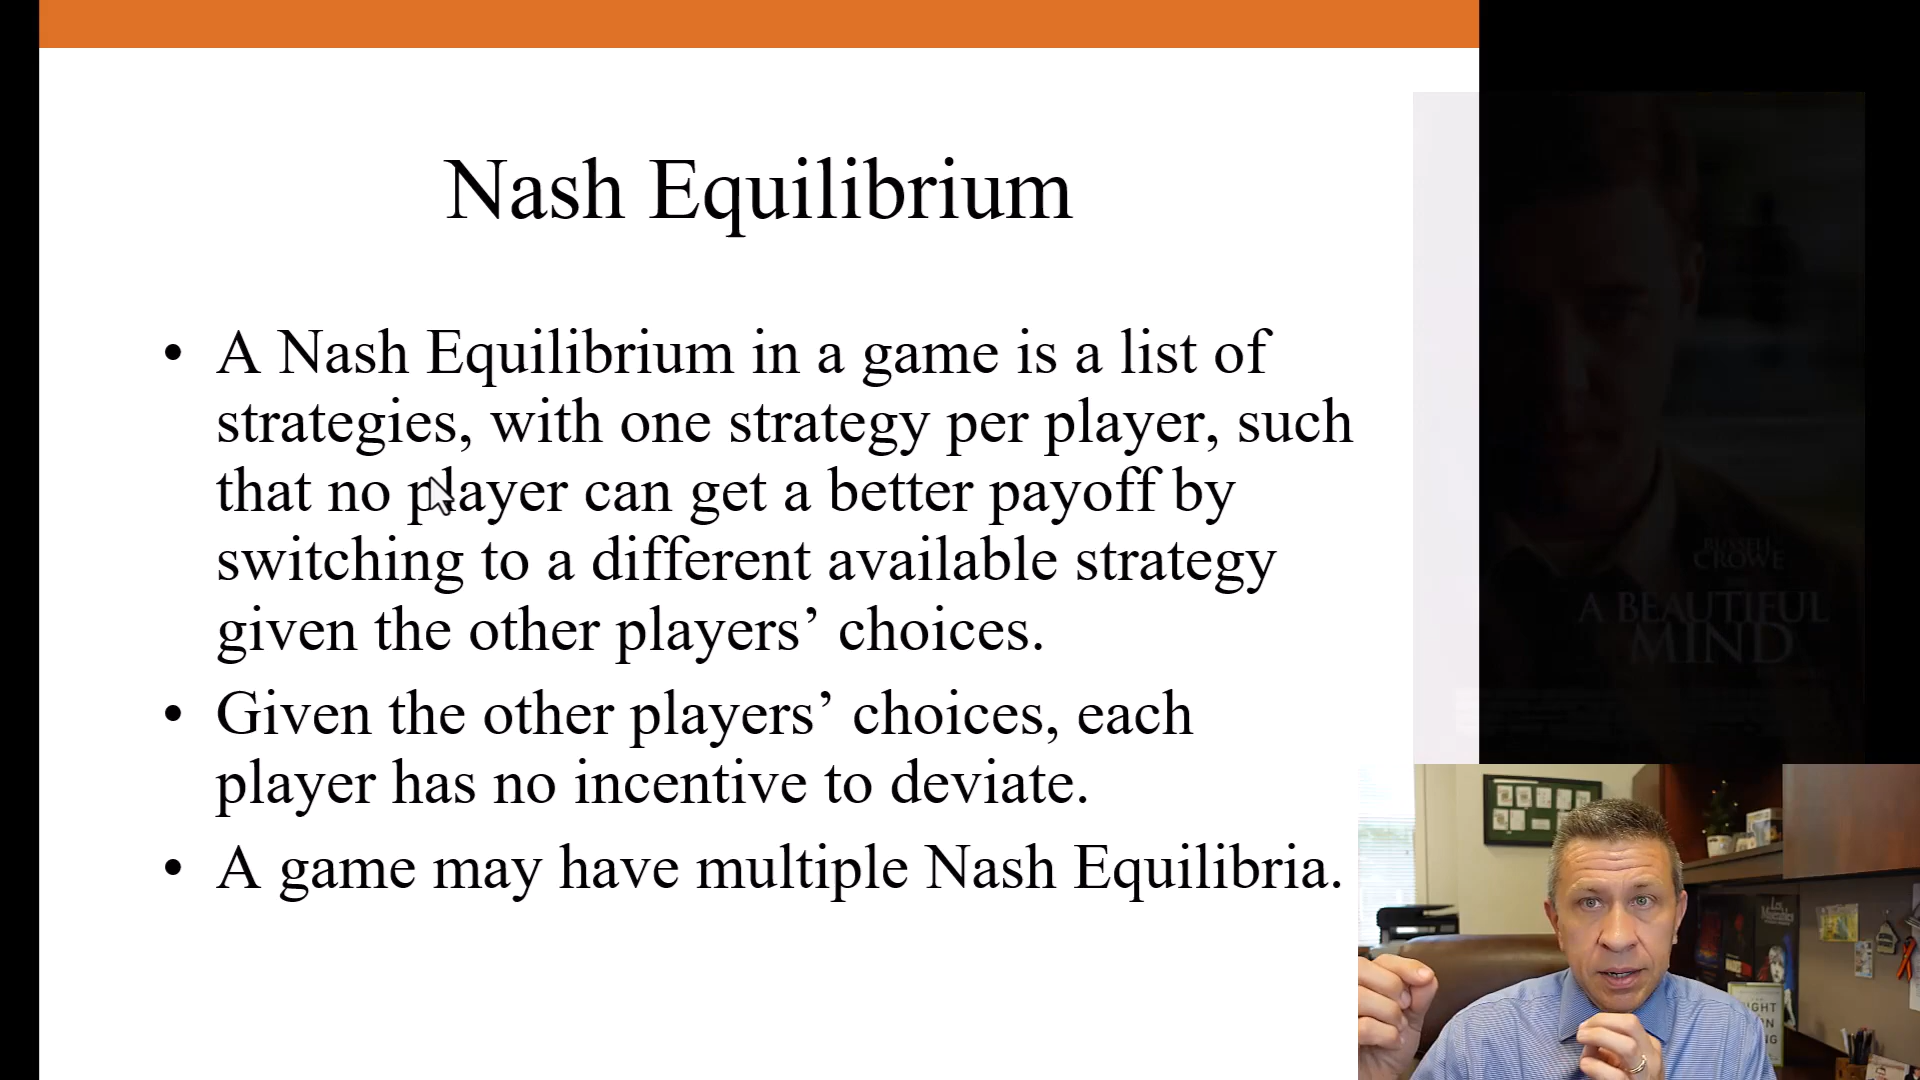 Nash Equilibrium
• A Nash Equilibrium in a game is a list of
strategies, with one strategy per player, such
that no player can get a better payoff by
switching to a different available strategy
given the other players’ choices.
• Given the other players’ choices, each
player has no incentive to deviate.
• A game may have multiple Nash Equilibria.
RUSSELL
CROWE
A BEAUTIFUL
MIND
Les
Misérables